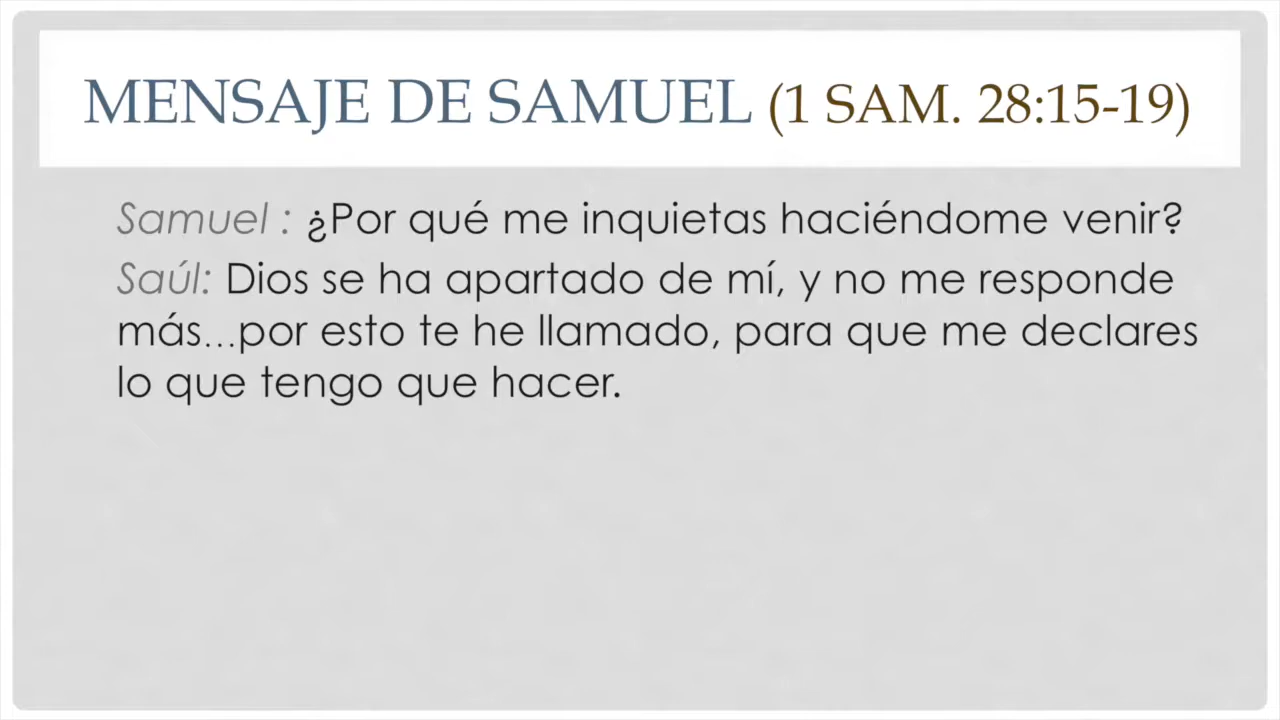 MENSAJE DE SAMUEL (1 SAM. 28:15-19)
Samuel : ¿Por qué me inquietas haciéndome venir?
Saúl: Dios se ha apartado de mí, y no me responde
más...por esto te he llamado, para que me declares
lo que tengo que hacer.